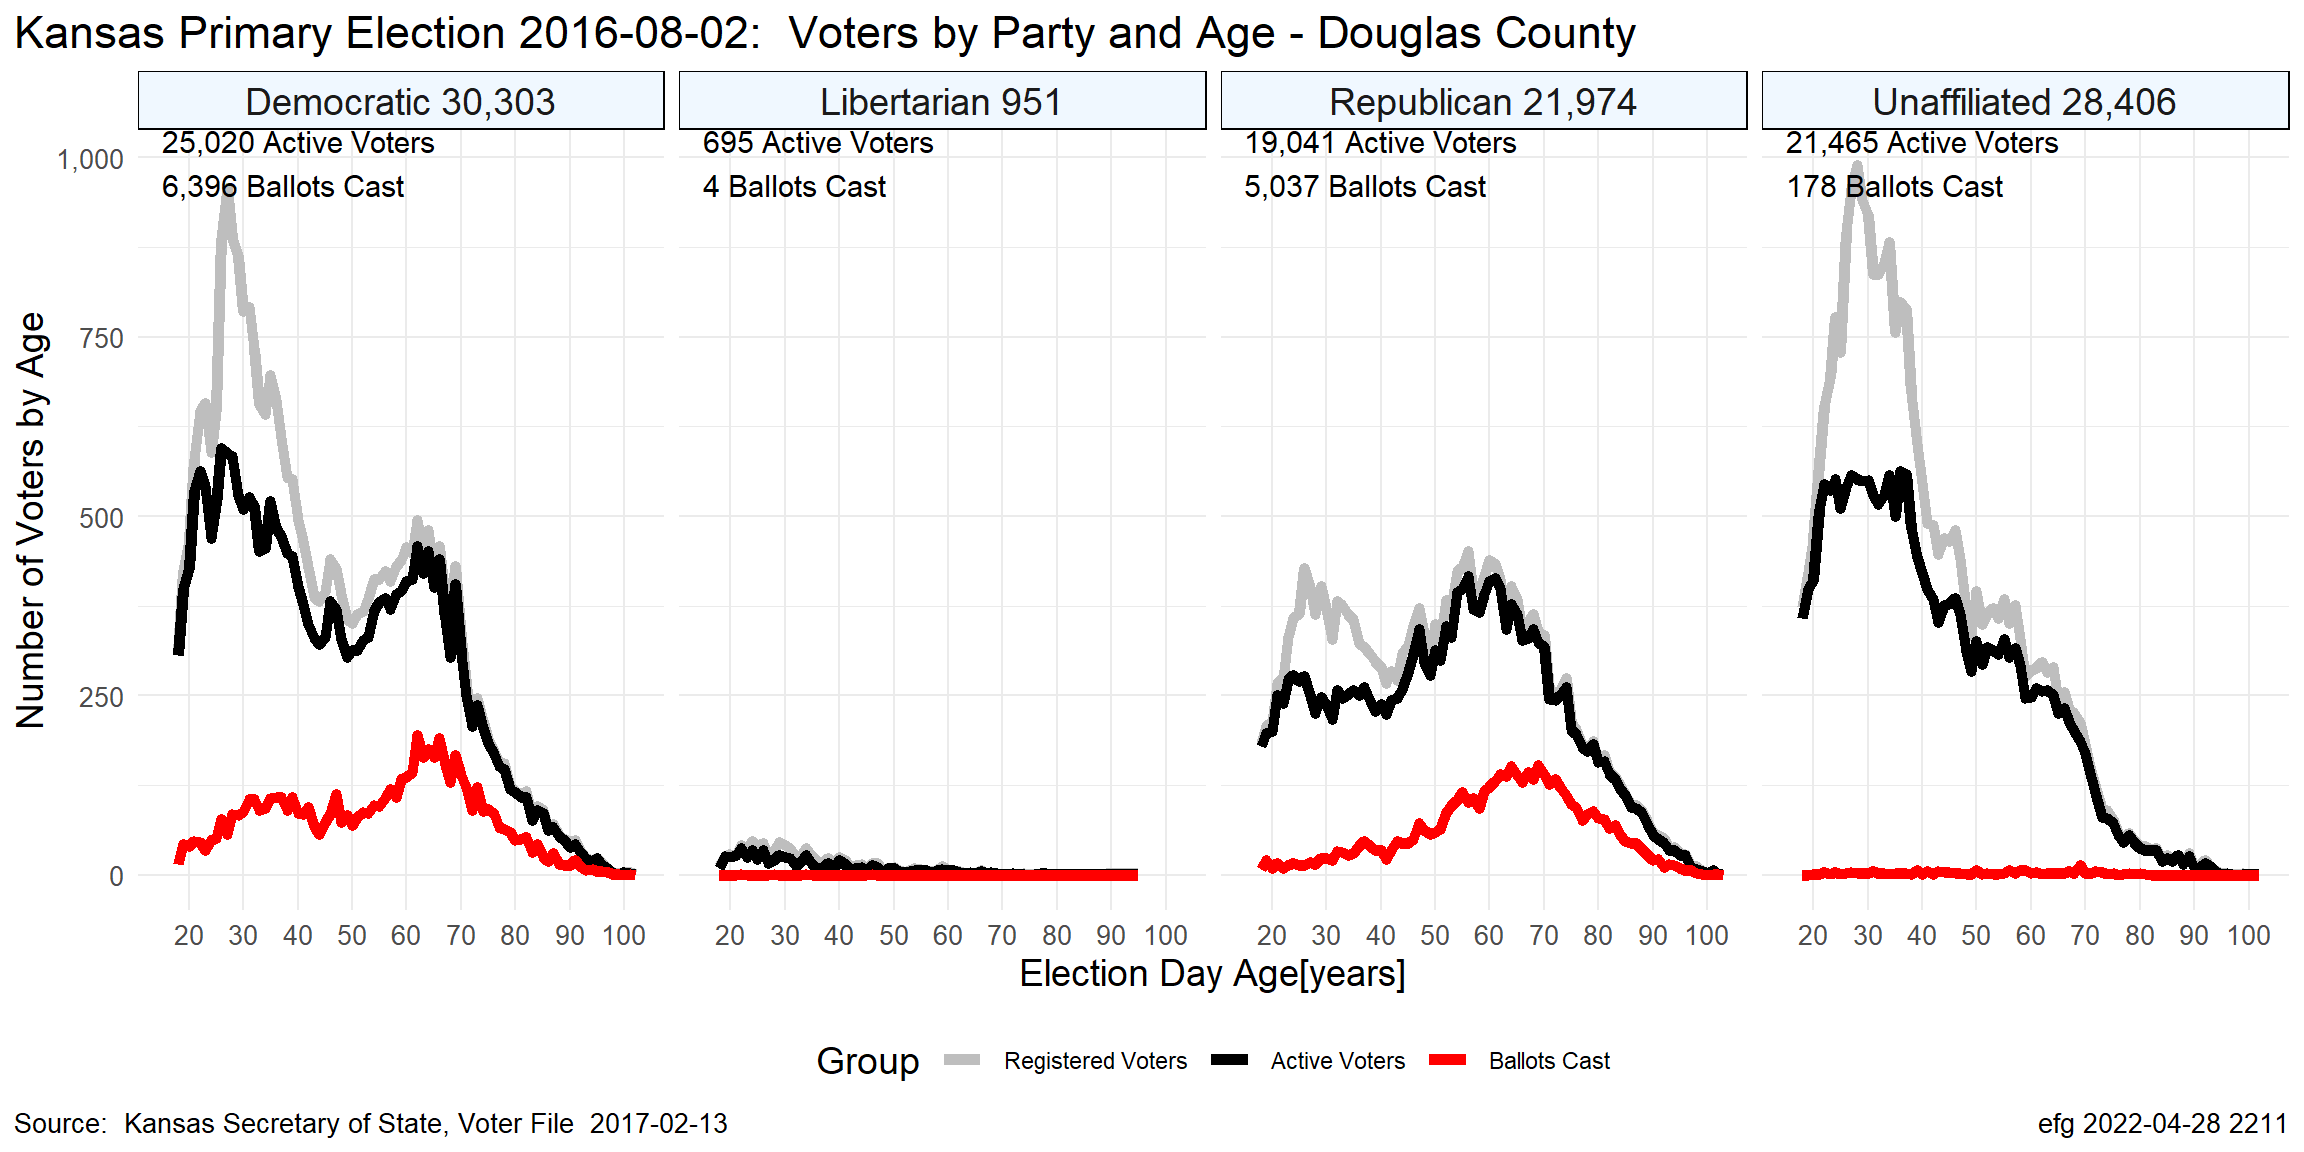 Kansas Primary Election 2016-08-02:  Voters by Party and Age - Douglas County
Democratic 30,303
Libertarian 951
Republican 21,974
Unaffiliated 28,406
25,020 Active Voters
6,396 Ballots Cast
695 Active Voters
4 Ballots Cast
19,041 Active Voters
5,037 Ballots Cast
21,465 Active Voters
178 Ballots Cast
Number of Voters by Age
1,000
750
500
250
0
20 30 40 50 60 70 80 90 100
20 30 40 50 60 70 80 90 100
20 30 40 50 60 70 80 90 100
20 30 40 50 60 70 80 90 100
Election Day Age[years]
Group Registered Voters Active Voters Ballots Cast
Source:  Kansas Secretary of State, Voter File  2017-02-13
efg 2022-04-28 2211